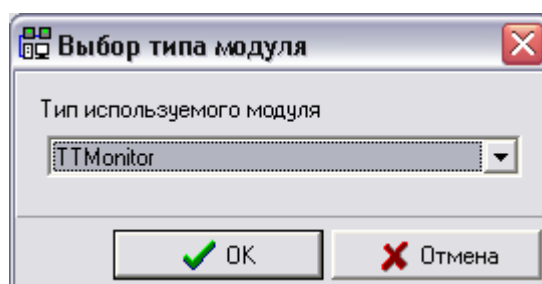 Выбор типа модуля
Тип используемого модуля
TTMonitor
OK Отмена